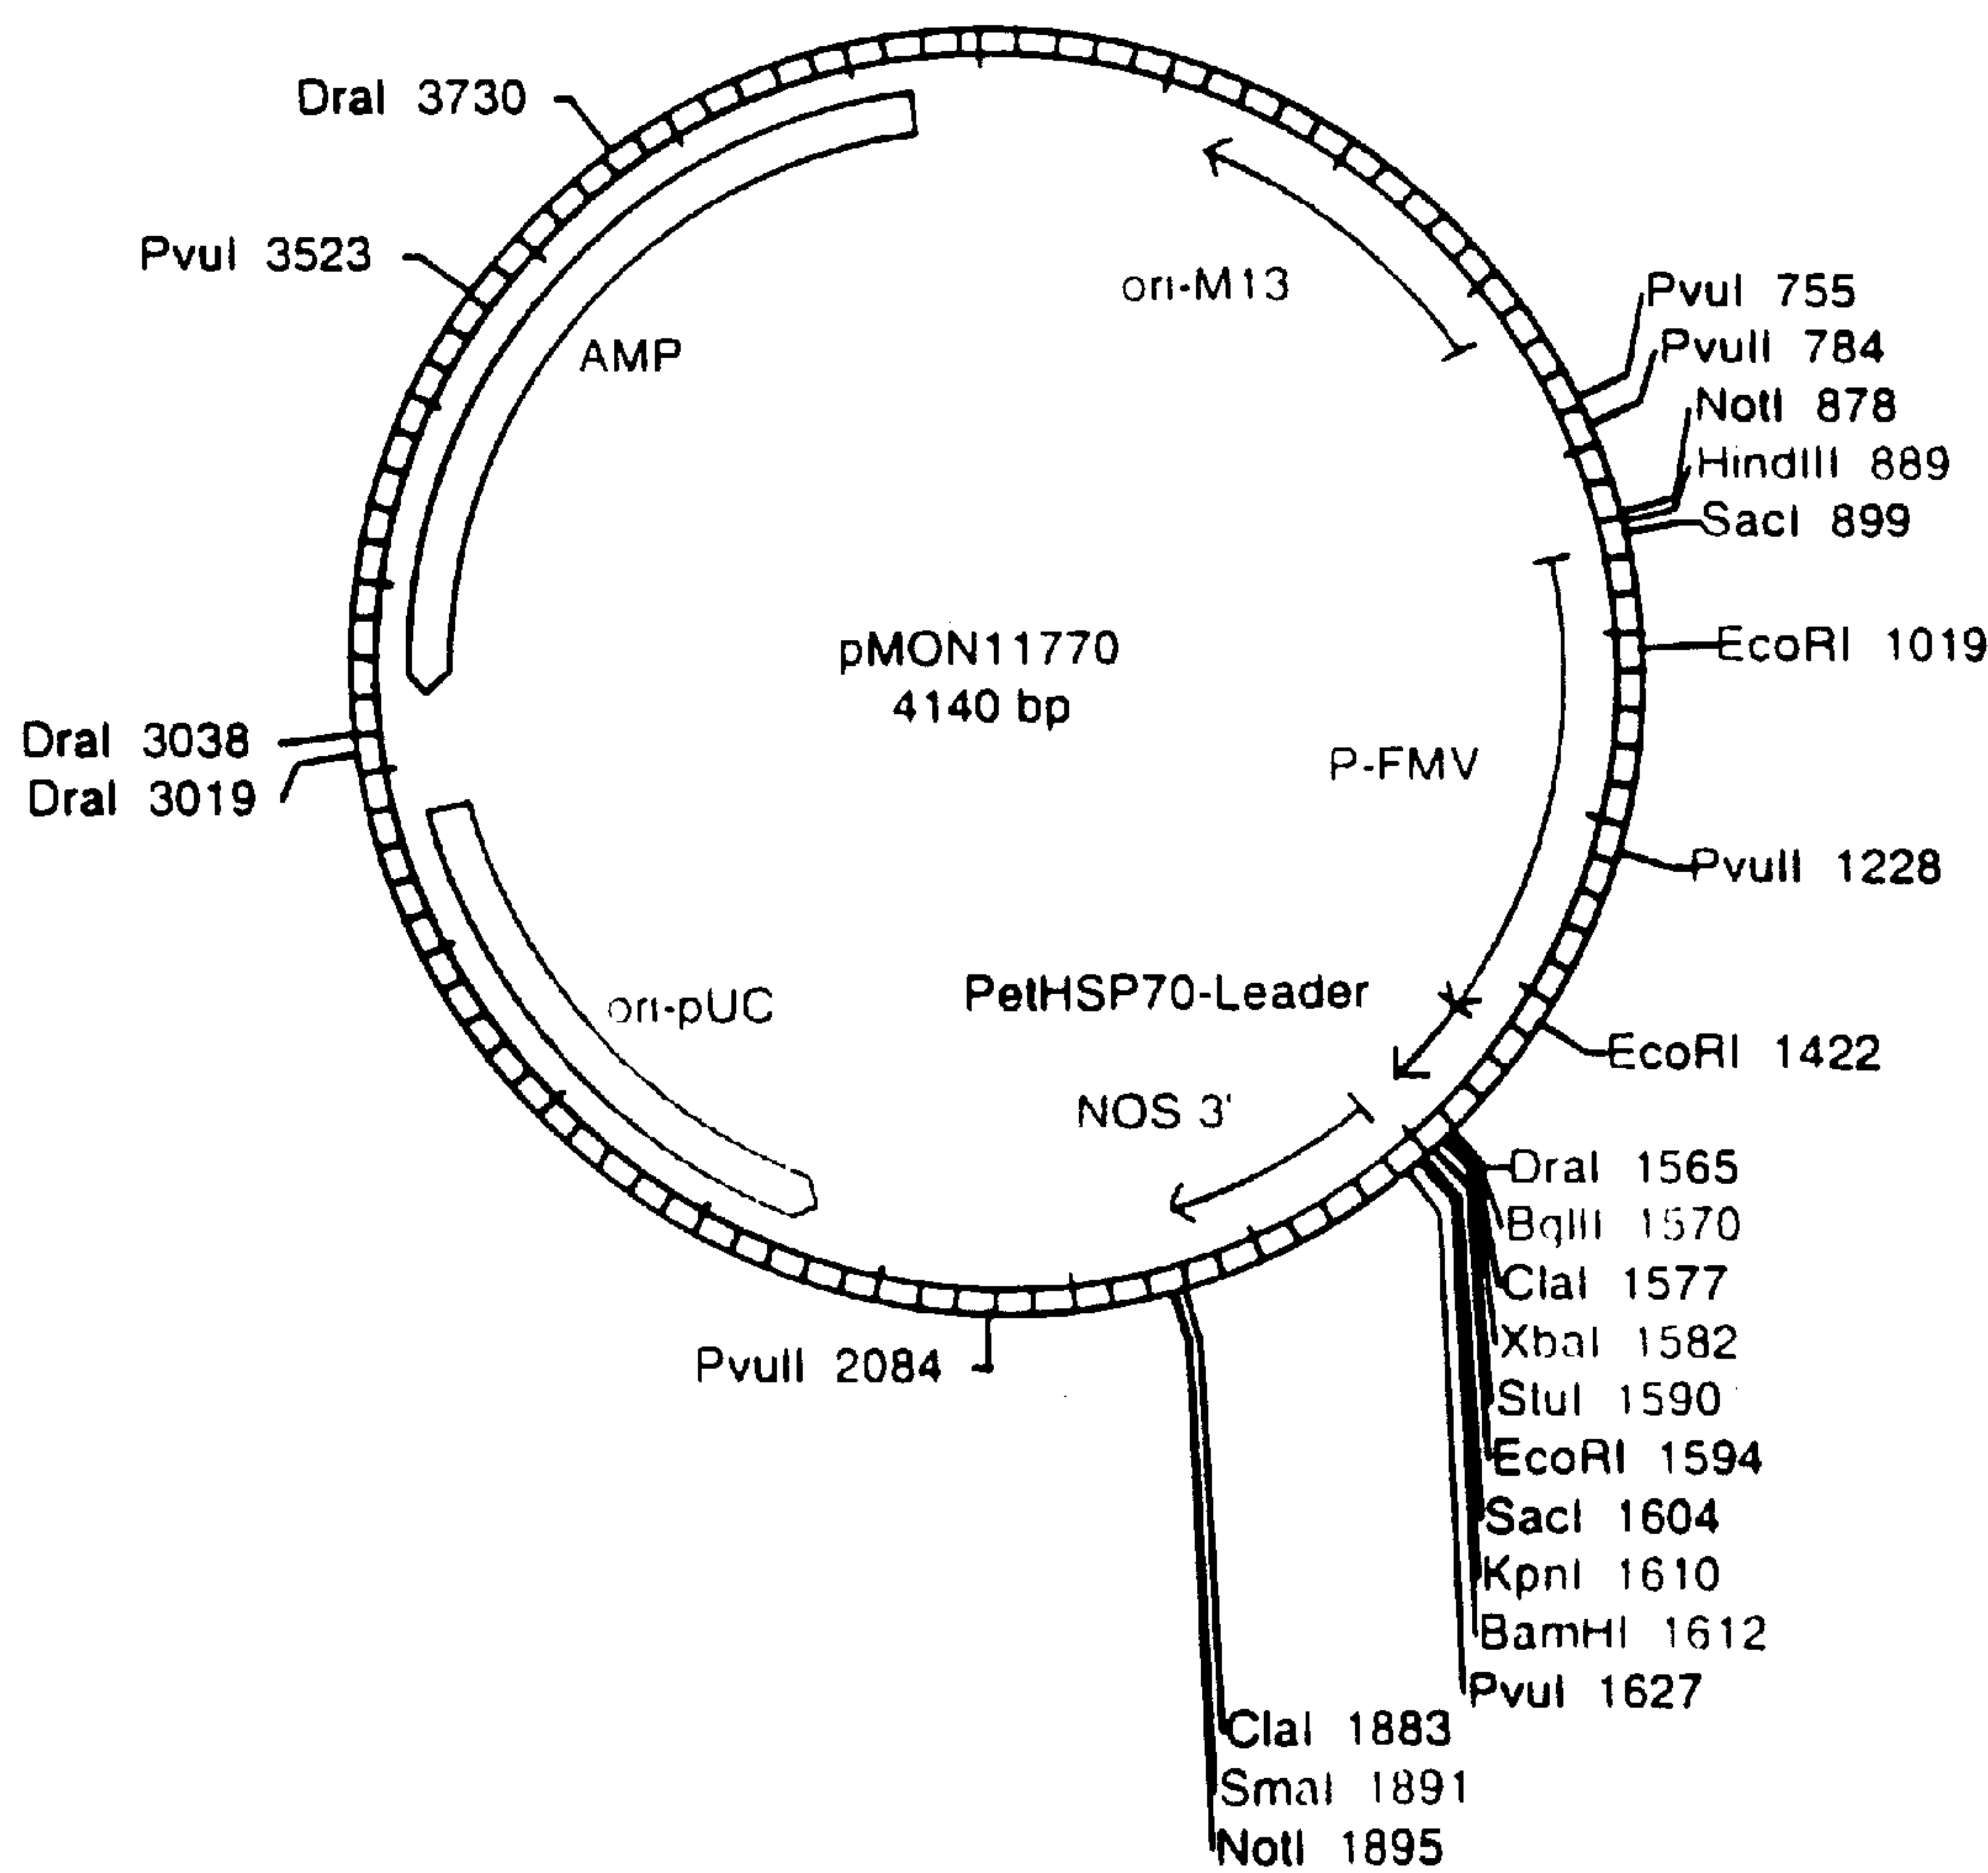 DraI 3730
PvuI 3523
AMP
ori-M13
PvuI 755
PvuII 784
NotI 878
HindIII 889
SacI 899
EcoRI 1019
pMON11770
4140 bp
DraI 3038
DraI 3019
P-FMV
PvuII 1228
PetHSP70-Leader
ori-pUC
EcoRI 1422
NOS 3'
DraI 1565
BglII 1570
ClaI 1577
XbaI 1582
StuI 1590
EcoRI 1594
SacI 1604
KpnI 1610
BamHI 1612
PvuI 1627
PvuII 2084
ClaI 1883
SmaI 1891
NotI 1895